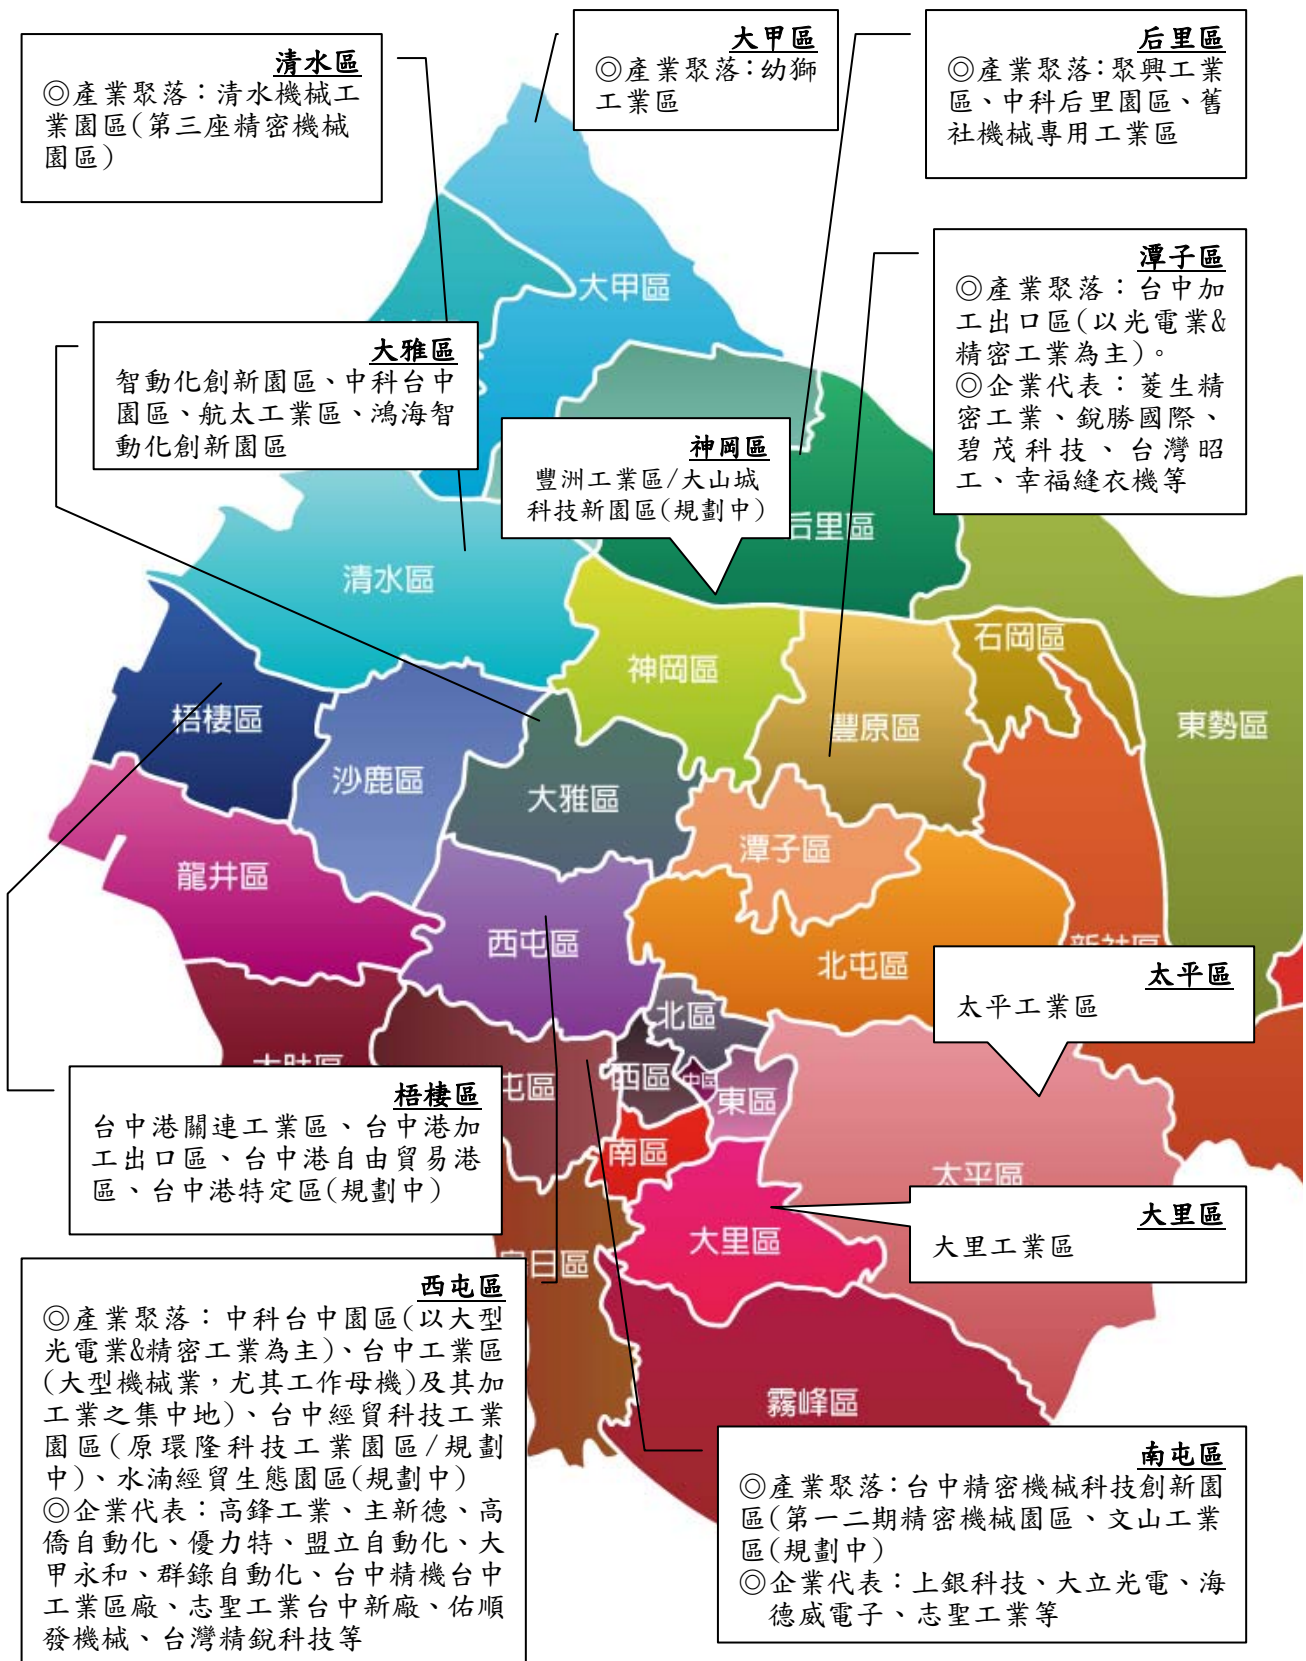 清水區
◎產業聚落：清水機械工
業園區(第三座精密機械
園區)
大甲區
◎產業聚落：幼獅
工業區
后里區
◎產業聚落：聚興工業
區、中科后里園區、舊
社機械專用工業區
潭子區
◎產業聚落：台中加
工出口區(以光電業&
精密工業為主)。
◎企業代表：菱生精
密工業、銳勝國際、
碧茂科技、台灣昭
工、幸福縫衣機等
大甲區
大雅區
智動化創新園區、中科台中
園區、航太工業區、鴻海智
動化創新園區
神岡區
豐洲工業區/大山城
科技新園區(規劃中)
后里區
清水區
神岡區
石岡區
梧棲區
沙鹿區
大雅區
豐原區
東勢區
龍井區
潭子區
西屯區
北屯區
新社區
太平區
太平工業區
北區
西區
中區
東區
屯區
南區
太平區
梧棲區
台中港關連工業區、台中港加
工出口區、台中港自由貿易港
區、台中港特定區(規劃中)
大里區
大里工業區
大里區
日區
西屯區
◎產業聚落：中科台中園區(以大型
光電業&精密工業為主)、台中工業區
(大型機械業，尤其工作母機)及其加
工業之集中地)、台中經貿科技工業
園區(原環隆科技工業園區/規劃
中)、水湳經貿生態園區(規劃中)
◎企業代表：高鋒工業、主新德、高
僑自動化、優力特、盟立自動化、大
甲永和、群錄自動化、台中精機台中
工業區廠、志聖工業台中新廠、佑順
發機械、台灣精銳科技等
霧峰區
南屯區
◎產業聚落：台中精密機械科技創新園
區(第一二期精密機械園區、文山工業
區(規劃中)
◎企業代表：上銀科技、大立光電、海
德威電子、志聖工業等